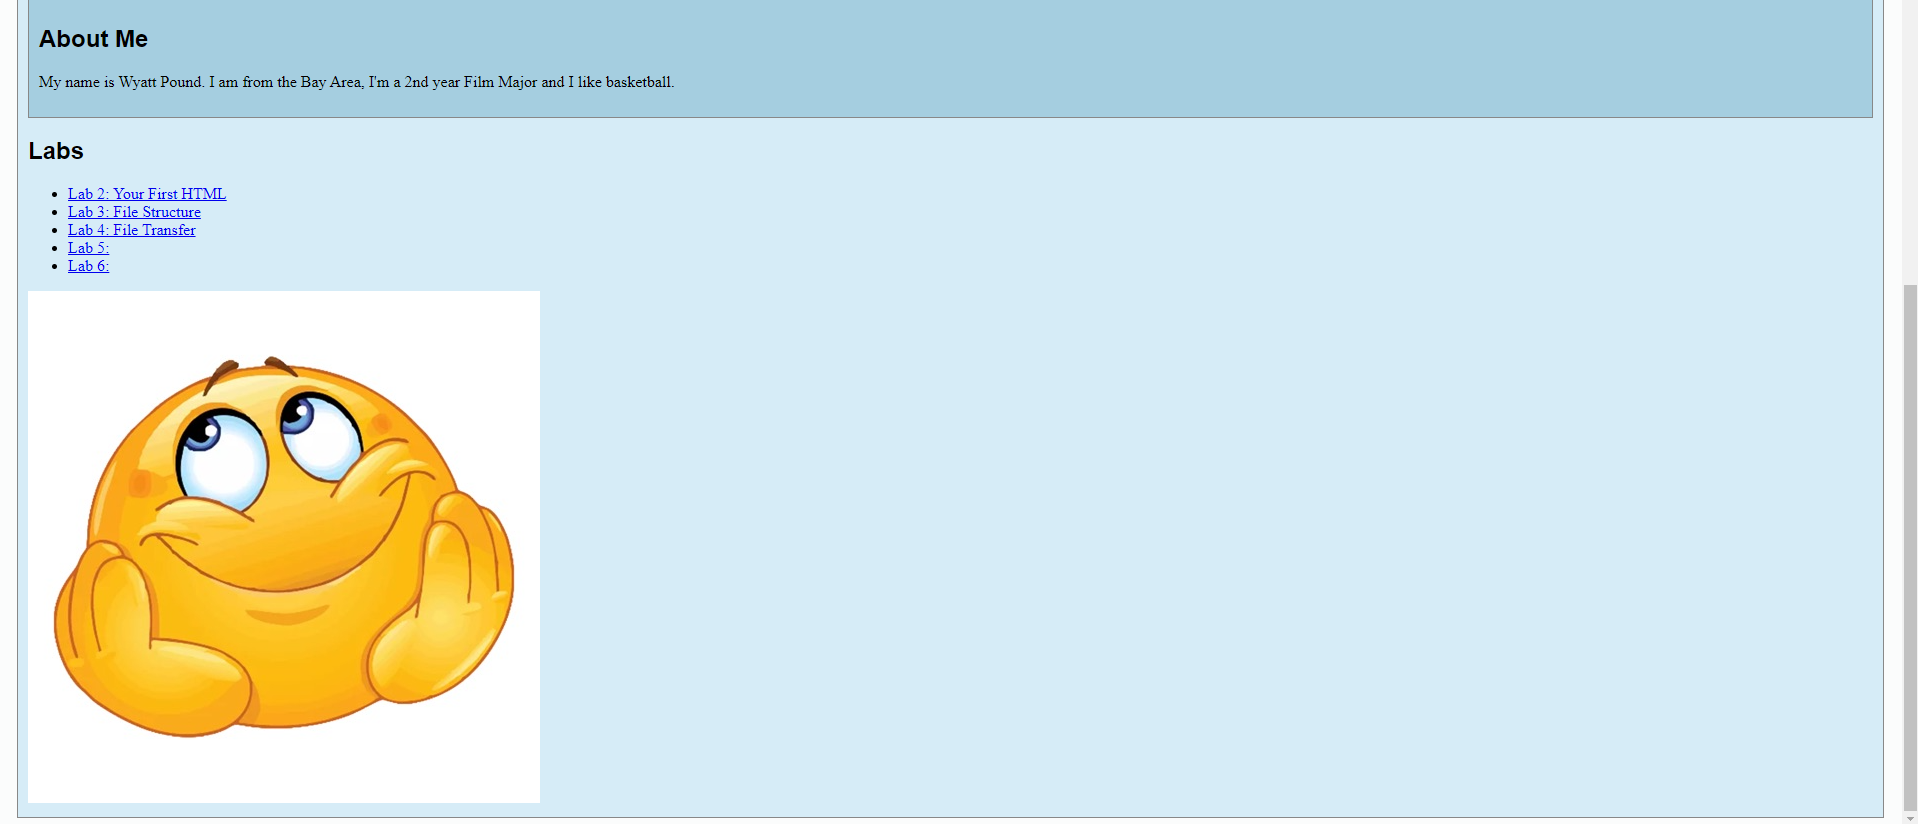 About Me
My name is Wyatt Pound. I am from the Bay Area, I'm a 2nd year Film Major and I like basketball.
Labs
Lab 2: Your First HTML
Lab 3: File Structure
Lab 4: File Transfer
Lab 5:
Lab 6: